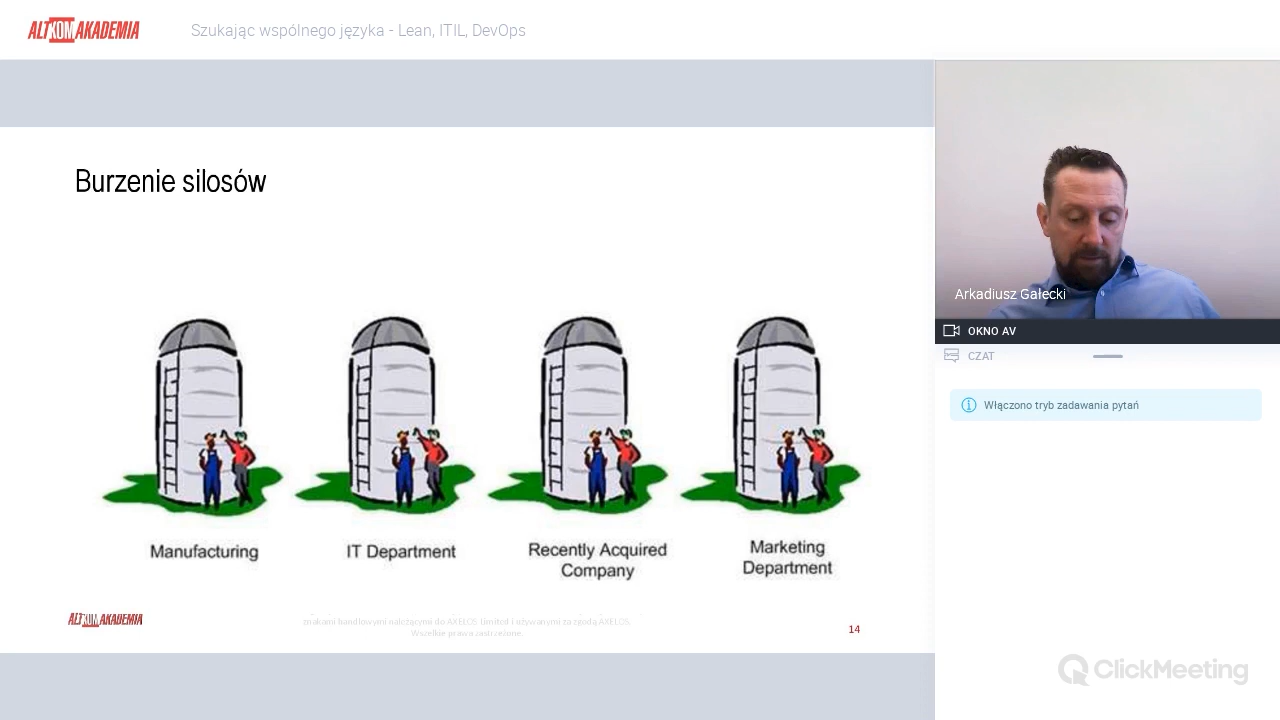 ALTKOM AKADEMIA
Szukając wspólnego języka - Lean, ITIL, DevOps
Burzenie silosów
Manufacturing
IT Department
Recently Acquired
Company
Marketing
Department
ALTKOM AKADEMIA
znakami handlowymi należącemi do AXELOS Limited i używanymi za zgodą AXELOS.
Wszelkie prawa zastrzeżone.
14
Arkadiusz Gałecki
OKNO AV
CZAT
Włączono tryb zadawania pytań
ClickMeeting